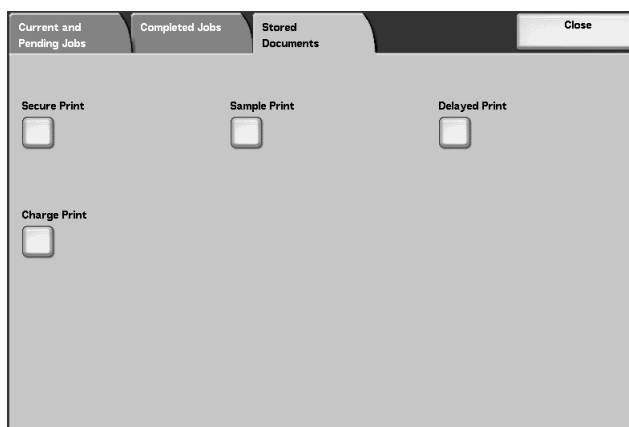 Current and
Pending Jobs
Completed Jobs
Stored
Documents
Close
Secure Print
Sample Print
Delayed Print
Charge Print